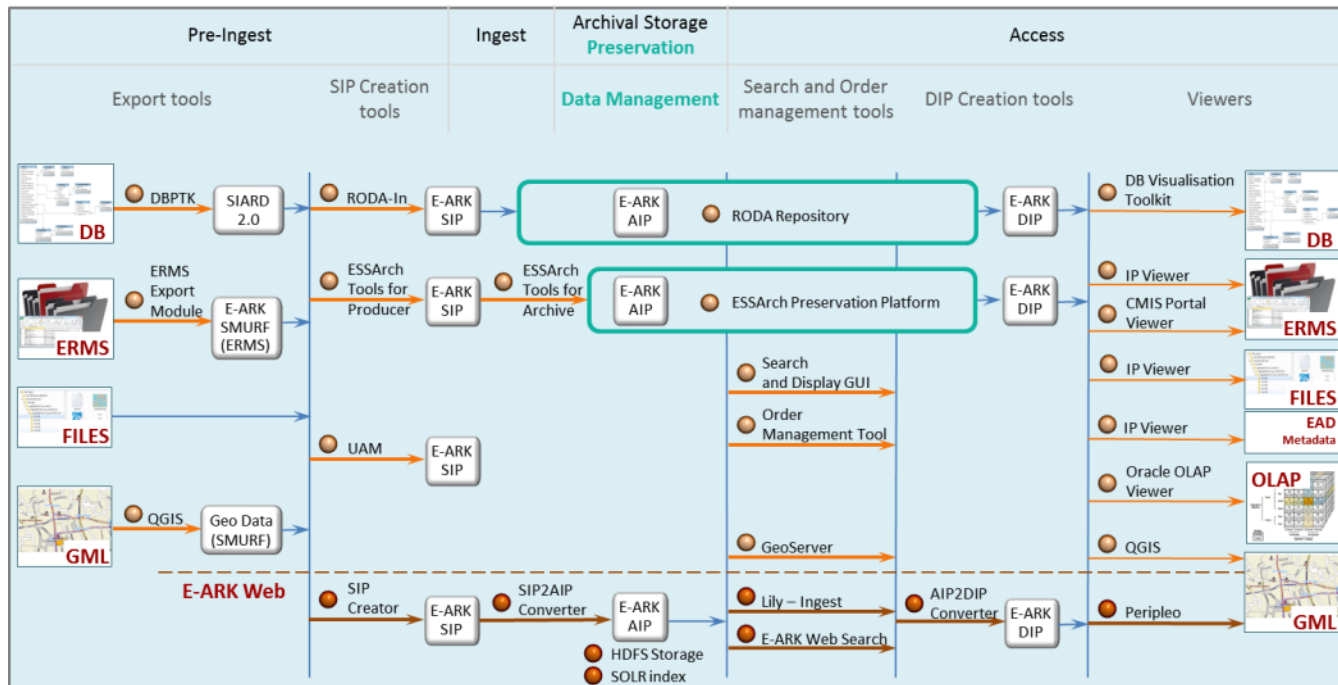 Pre-Ingest
Ingest
Archival Storage
Preservation
Access
Export tools
SIP Creation
tools
Data Management
Search and Order
management tools
DIP Creation tools
Viewers
DB
DBPTK
SIARD
2.0
RODA-In
E-ARK
SIP
E-ARK
AIP
RODA Repository
E-ARK
DIP
DB Visualisation
Toolkit
DB
ERMS
ERMS
Export
Module
E-ARK
SMURF
(ERMS)
ESSArch
Tools for
Producer
E-ARK
SIP
ESSArch
Tools for
Archive
E-ARK
AIP
ESSArch Preservation Platform
E-ARK
DIP
IP Viewer
CMIS Portal
Viewer
ERMS
Search
and Display GUI
IP Viewer
FILES
FILES
Order
Management Tool
IP Viewer
EAD
Metadata
UAM
E-ARK
SIP
Oracle OLAP
Viewer
OLAP
GML
QGIS
Geo Data
(SMURF)
GeoServer
QGIS
E-ARK Web
SIP
Creator
E-ARK
SIP
SIP2AIP
Converter
E-ARK
AIP
HDFS Storage
SOLR index
Lily – Ingest
E-ARK Web Search
AIP2DIP
Converter
E-ARK
DIP
Peripleo
GML